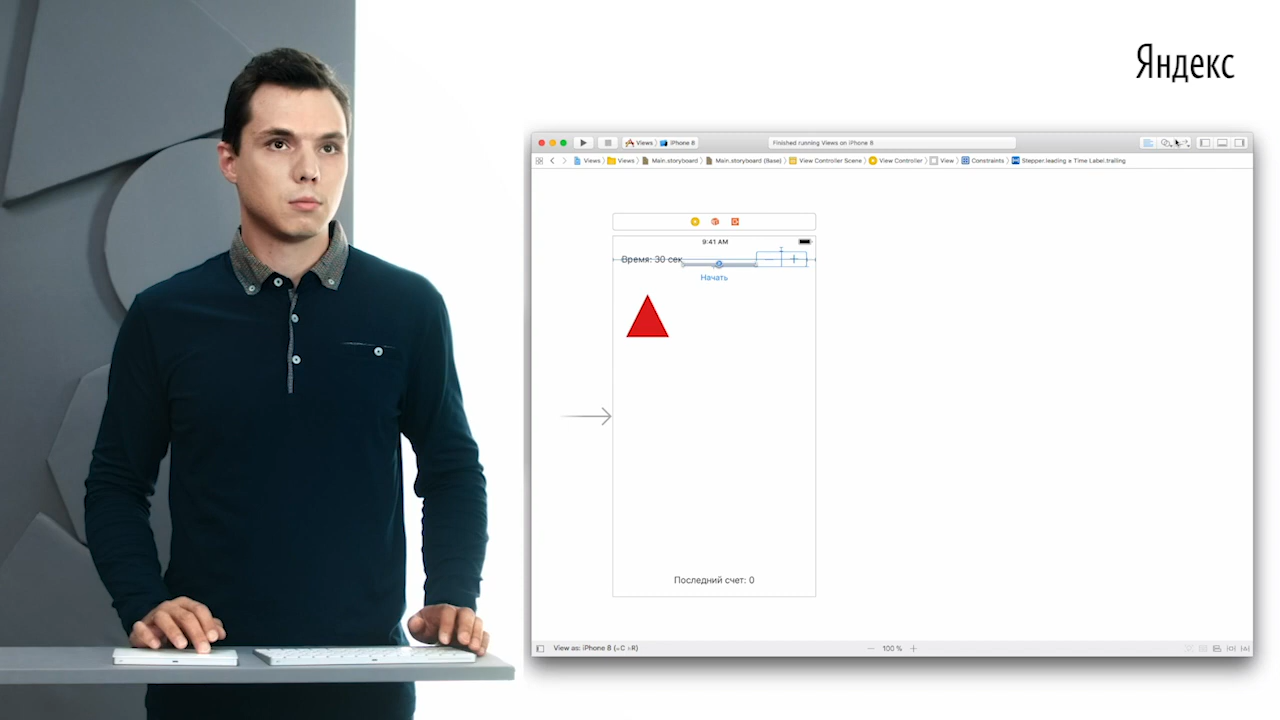 Яндекс
Views
iPhone 8
Finished running Views on iPhone 8
Views
Views
Main.storyboard
Main.storyboard (Base)
View Controller Scene
View Controller
View
Constraints
Stepper.leading ≥ Time Label.trailing
9:41 AM
Время: 30 сек
Начать
Последний счет: 0
View as: iPhone 8 (
100 %